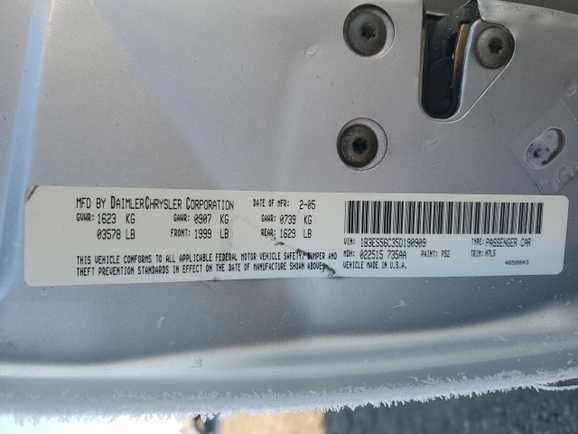 MFD BY DAIMLERCHRYSLER CORPORATION DATE OF MFR: 2-05
GVWR: 1623 KG GAWR: 0907 KG GAWR: 0739 KG
03578 LB FRONT: 1999 LB REAR: 1629 LB
THIS VEHICLE CONFORMS TO ALL APPLICABLE FEDERAL MOTOR VEHICLE SAFETY, BUMPER AND
THEFT PREVENTION STANDARDS IN EFFECT ON THE DATE OF MANUFACTURE SHOWN ABOVE.
VIN: 1B3ES56C35D190909 TYPE: PASSENGER CAR
MDH: 022515 735AA PAINT: PS2 TRIM: H7LS
VEHICLE MADE IN U.S.A.